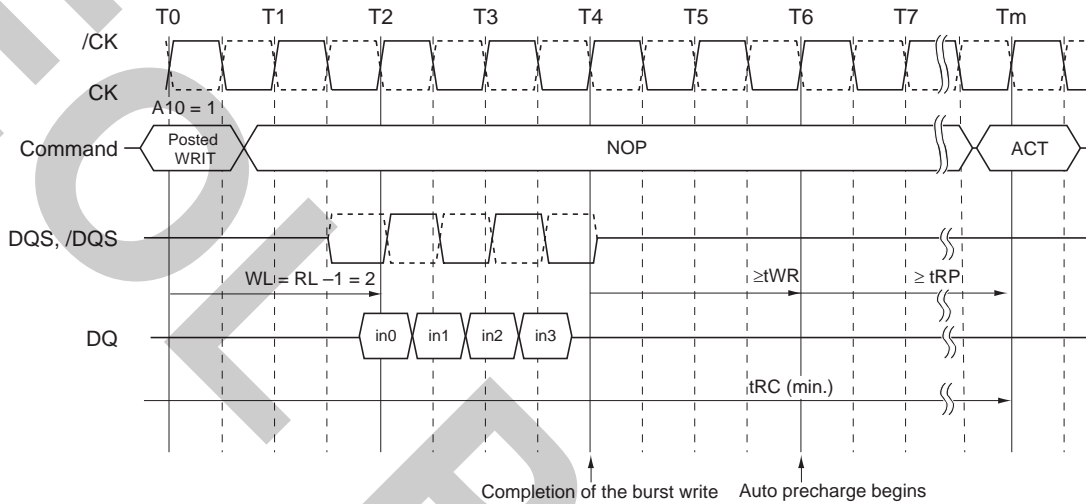 T0 T1 T2 T3 T4 T5 T6 T7 Tm
/CK
CK
A10 = 1
Command Posted WRIT NOP ACT
DQS, /DQS
WL = RL –1 = 2 ≥tWR ≥ tRP
DQ in0 in1 in2 in3
tRC (min.)
Completion of the burst write Auto precharge begins